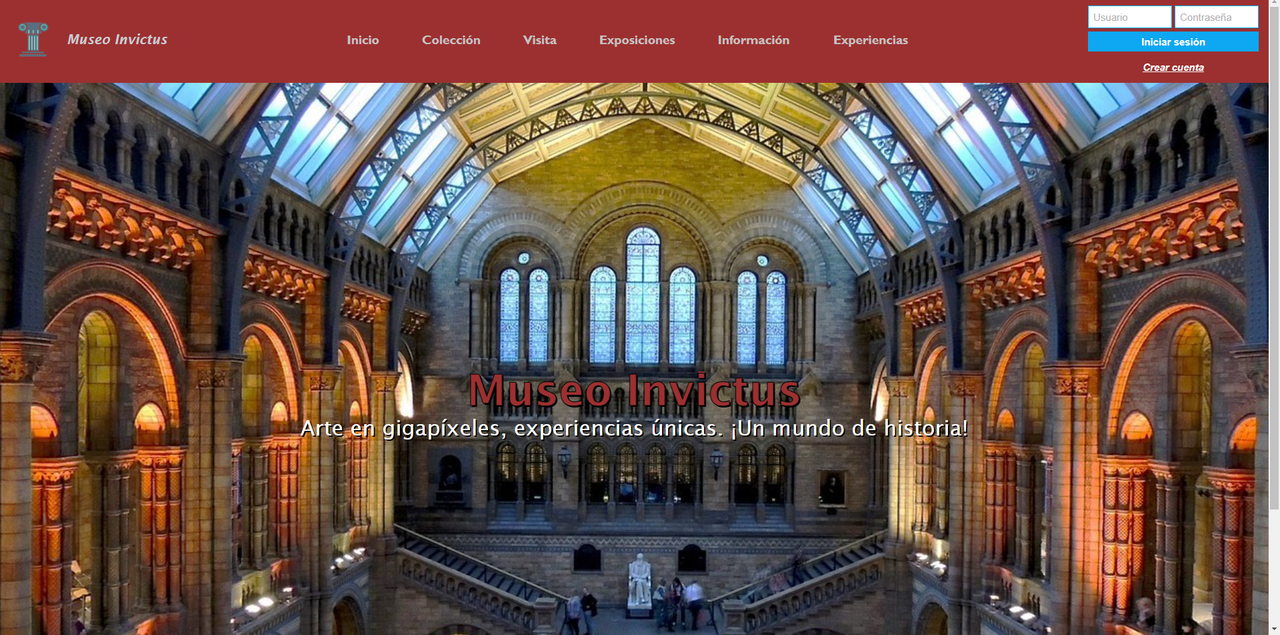 Museo Invictus
Inicio
Colección
Visita
Exposiciones
Información
Experiencias
Usuario
Contraseña
Iniciar sesión
Crear cuenta
Museo Invictus
Arte en gigapíxeles, experiencias únicas. ¡Un mundo de historia!